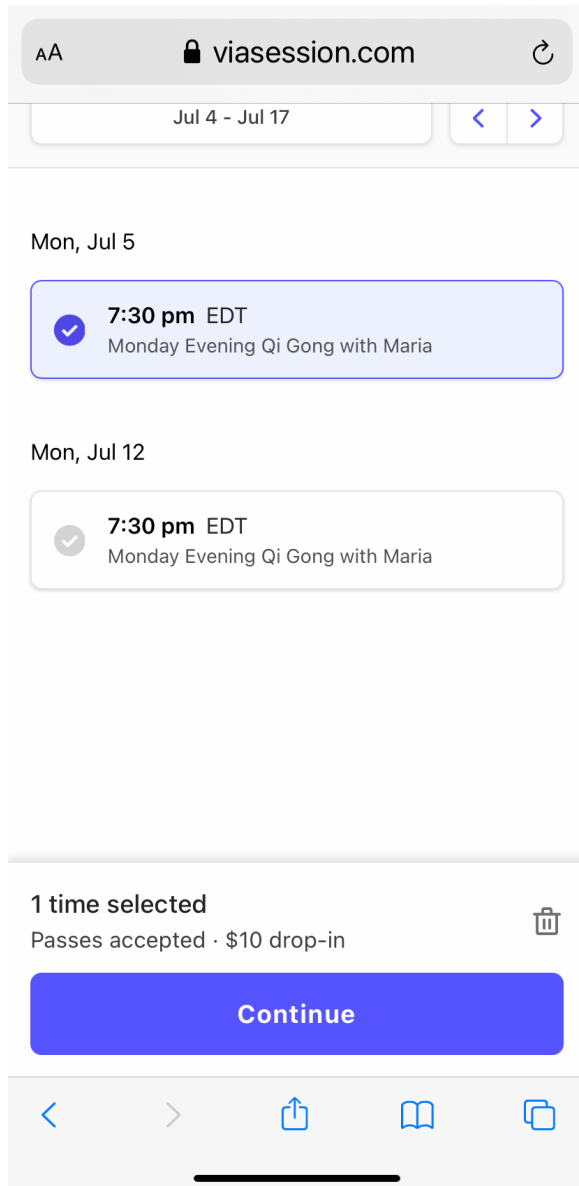 AA viasession.com
Jul 4 - Jul 17
Mon, Jul 5
7:30 pm EDT
Monday Evening Qi Gong with Maria
Mon, Jul 12
7:30 pm EDT
Monday Evening Qi Gong with Maria
1 time selected
Passes accepted · $10 drop-in
Continue